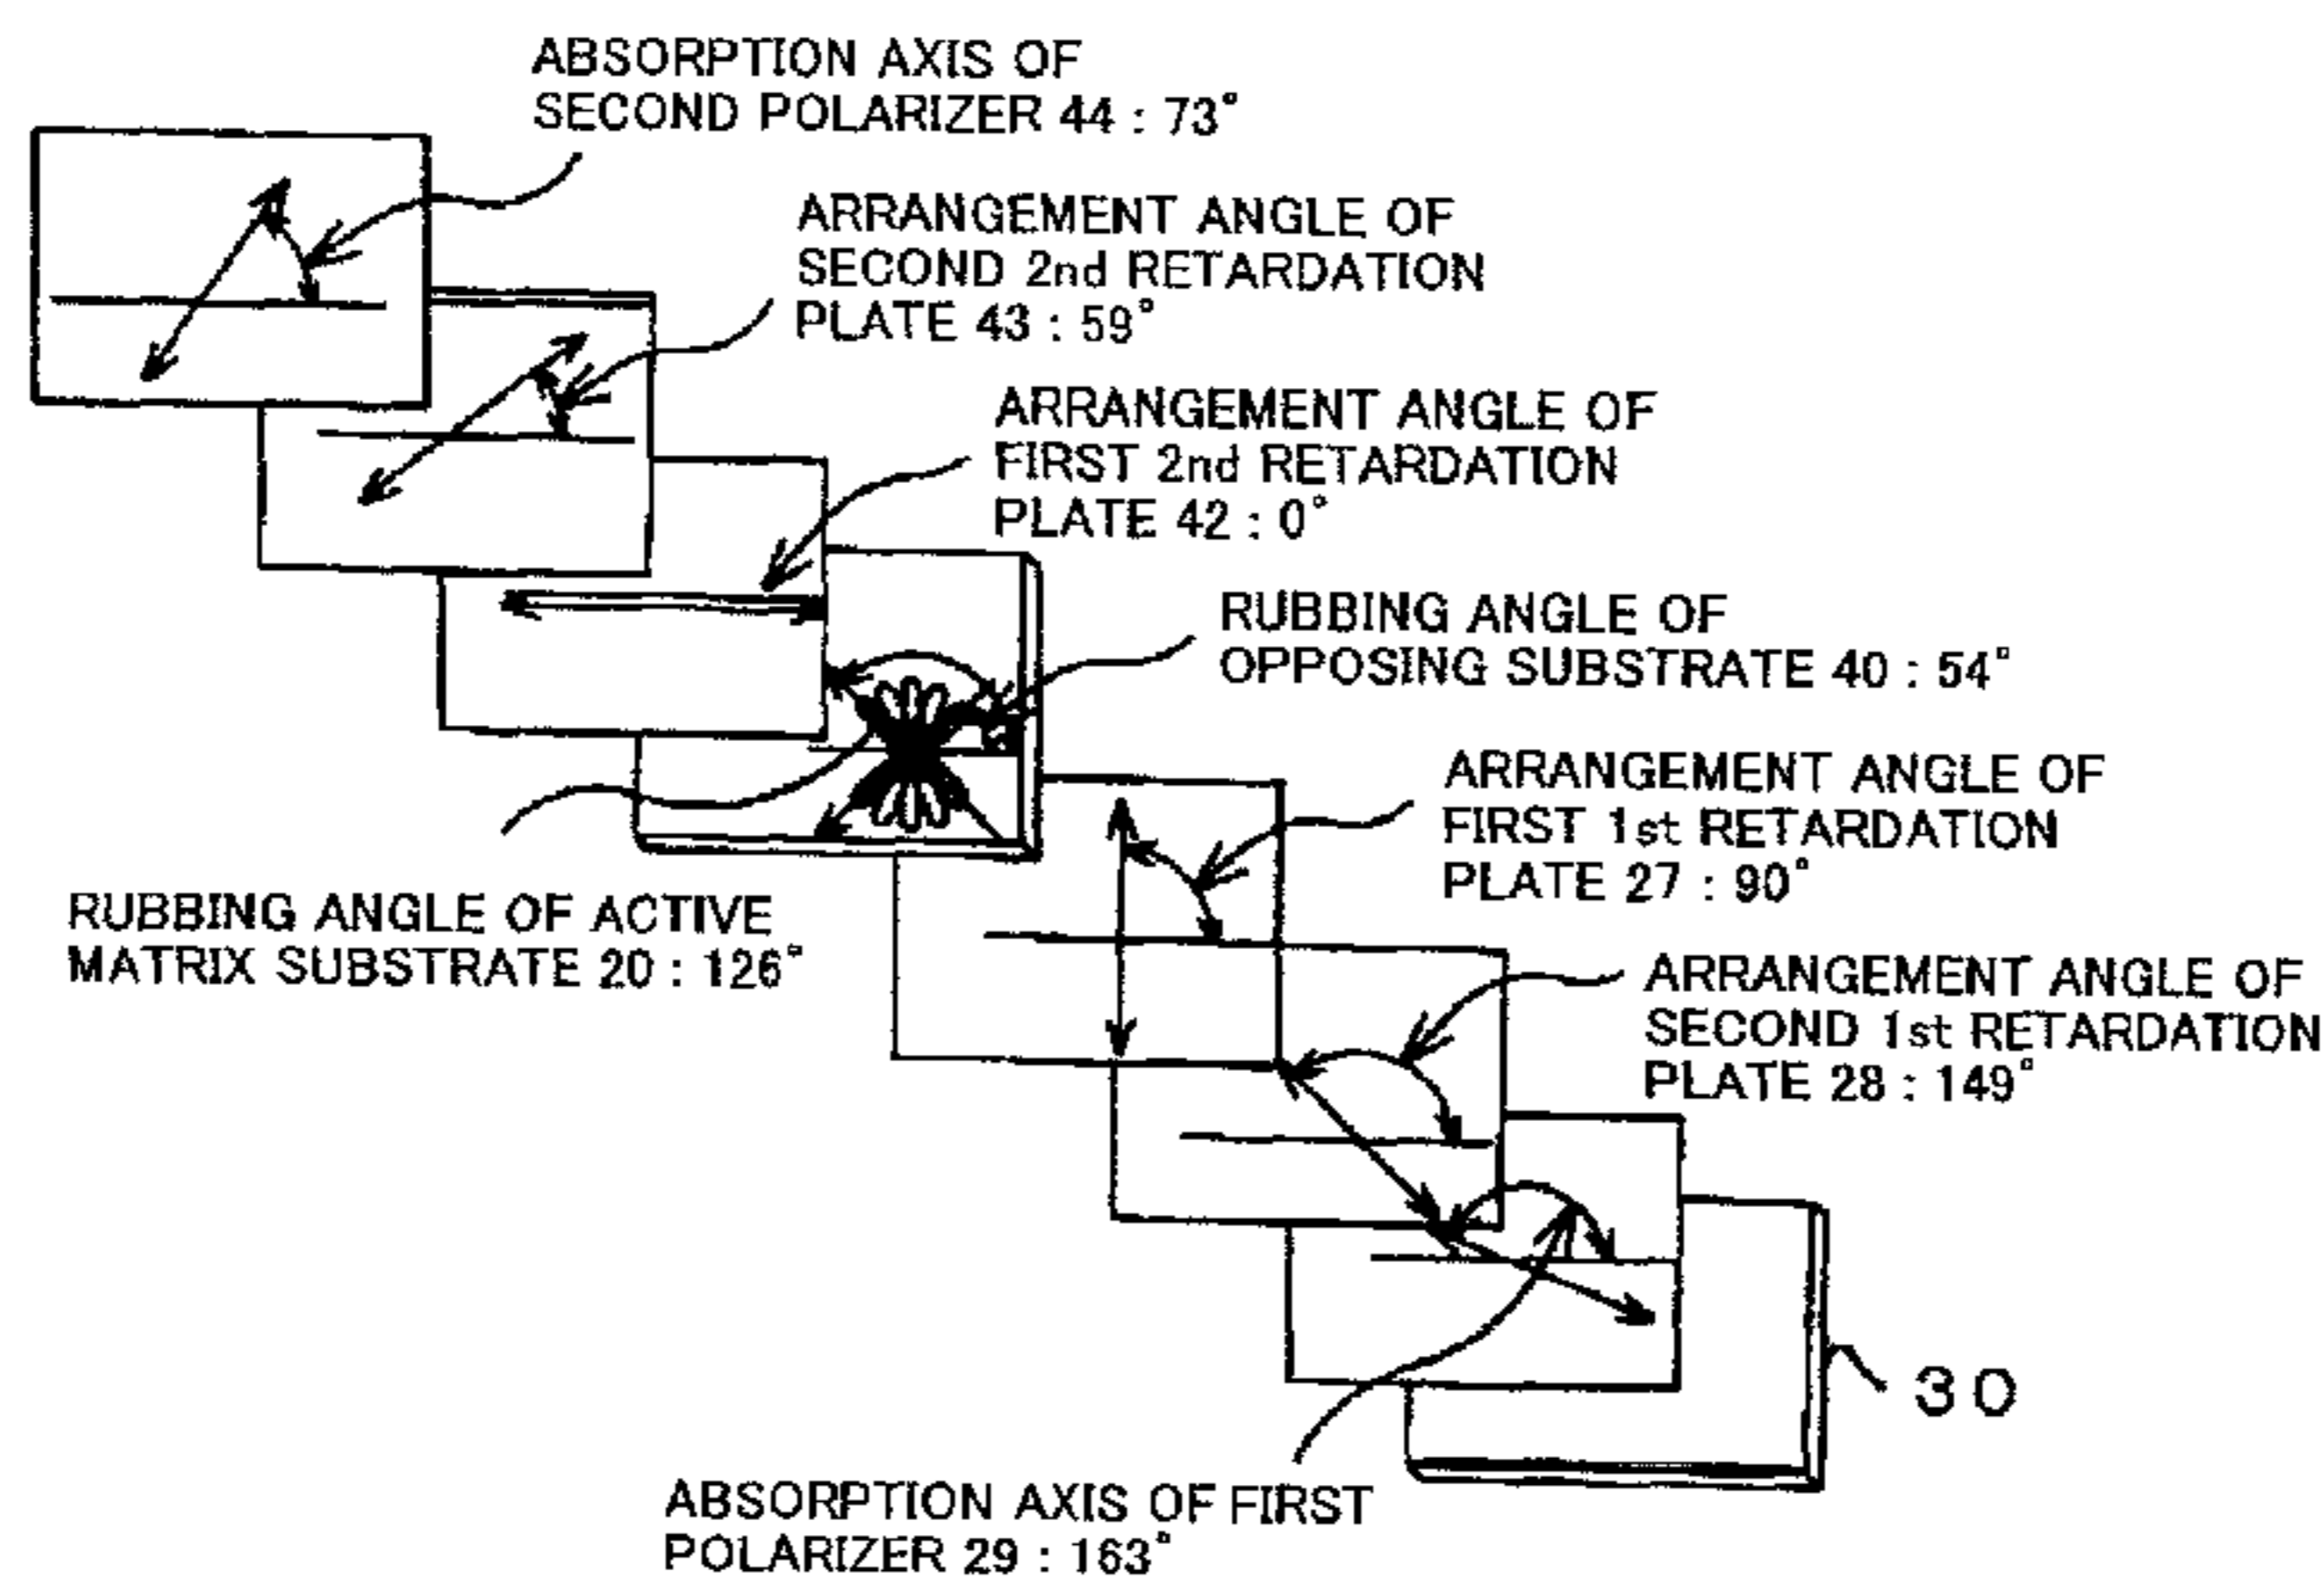 ABSORPTION AXIS OF
SECOND POLARIZER 44 : 73°
ARRANGEMENT ANGLE OF
SECOND 2nd RETARDATION
PLATE 43 : 59°
ARRANGEMENT ANGLE OF
FIRST 2nd RETARDATION
PLATE 42 : 0°
RUBBING ANGLE OF
OPPOSING SUBSTRATE 40 : 54°
ARRANGEMENT ANGLE OF
FIRST 1st RETARDATION
PLATE 27 : 90°
RUBBING ANGLE OF ACTIVE
MATRIX SUBSTRATE 20 : 126°
ARRANGEMENT ANGLE OF
SECOND 1st RETARDATION
PLATE 28 : 149°
30
ABSORPTION AXIS OF FIRST
POLARIZER 29 : 163°